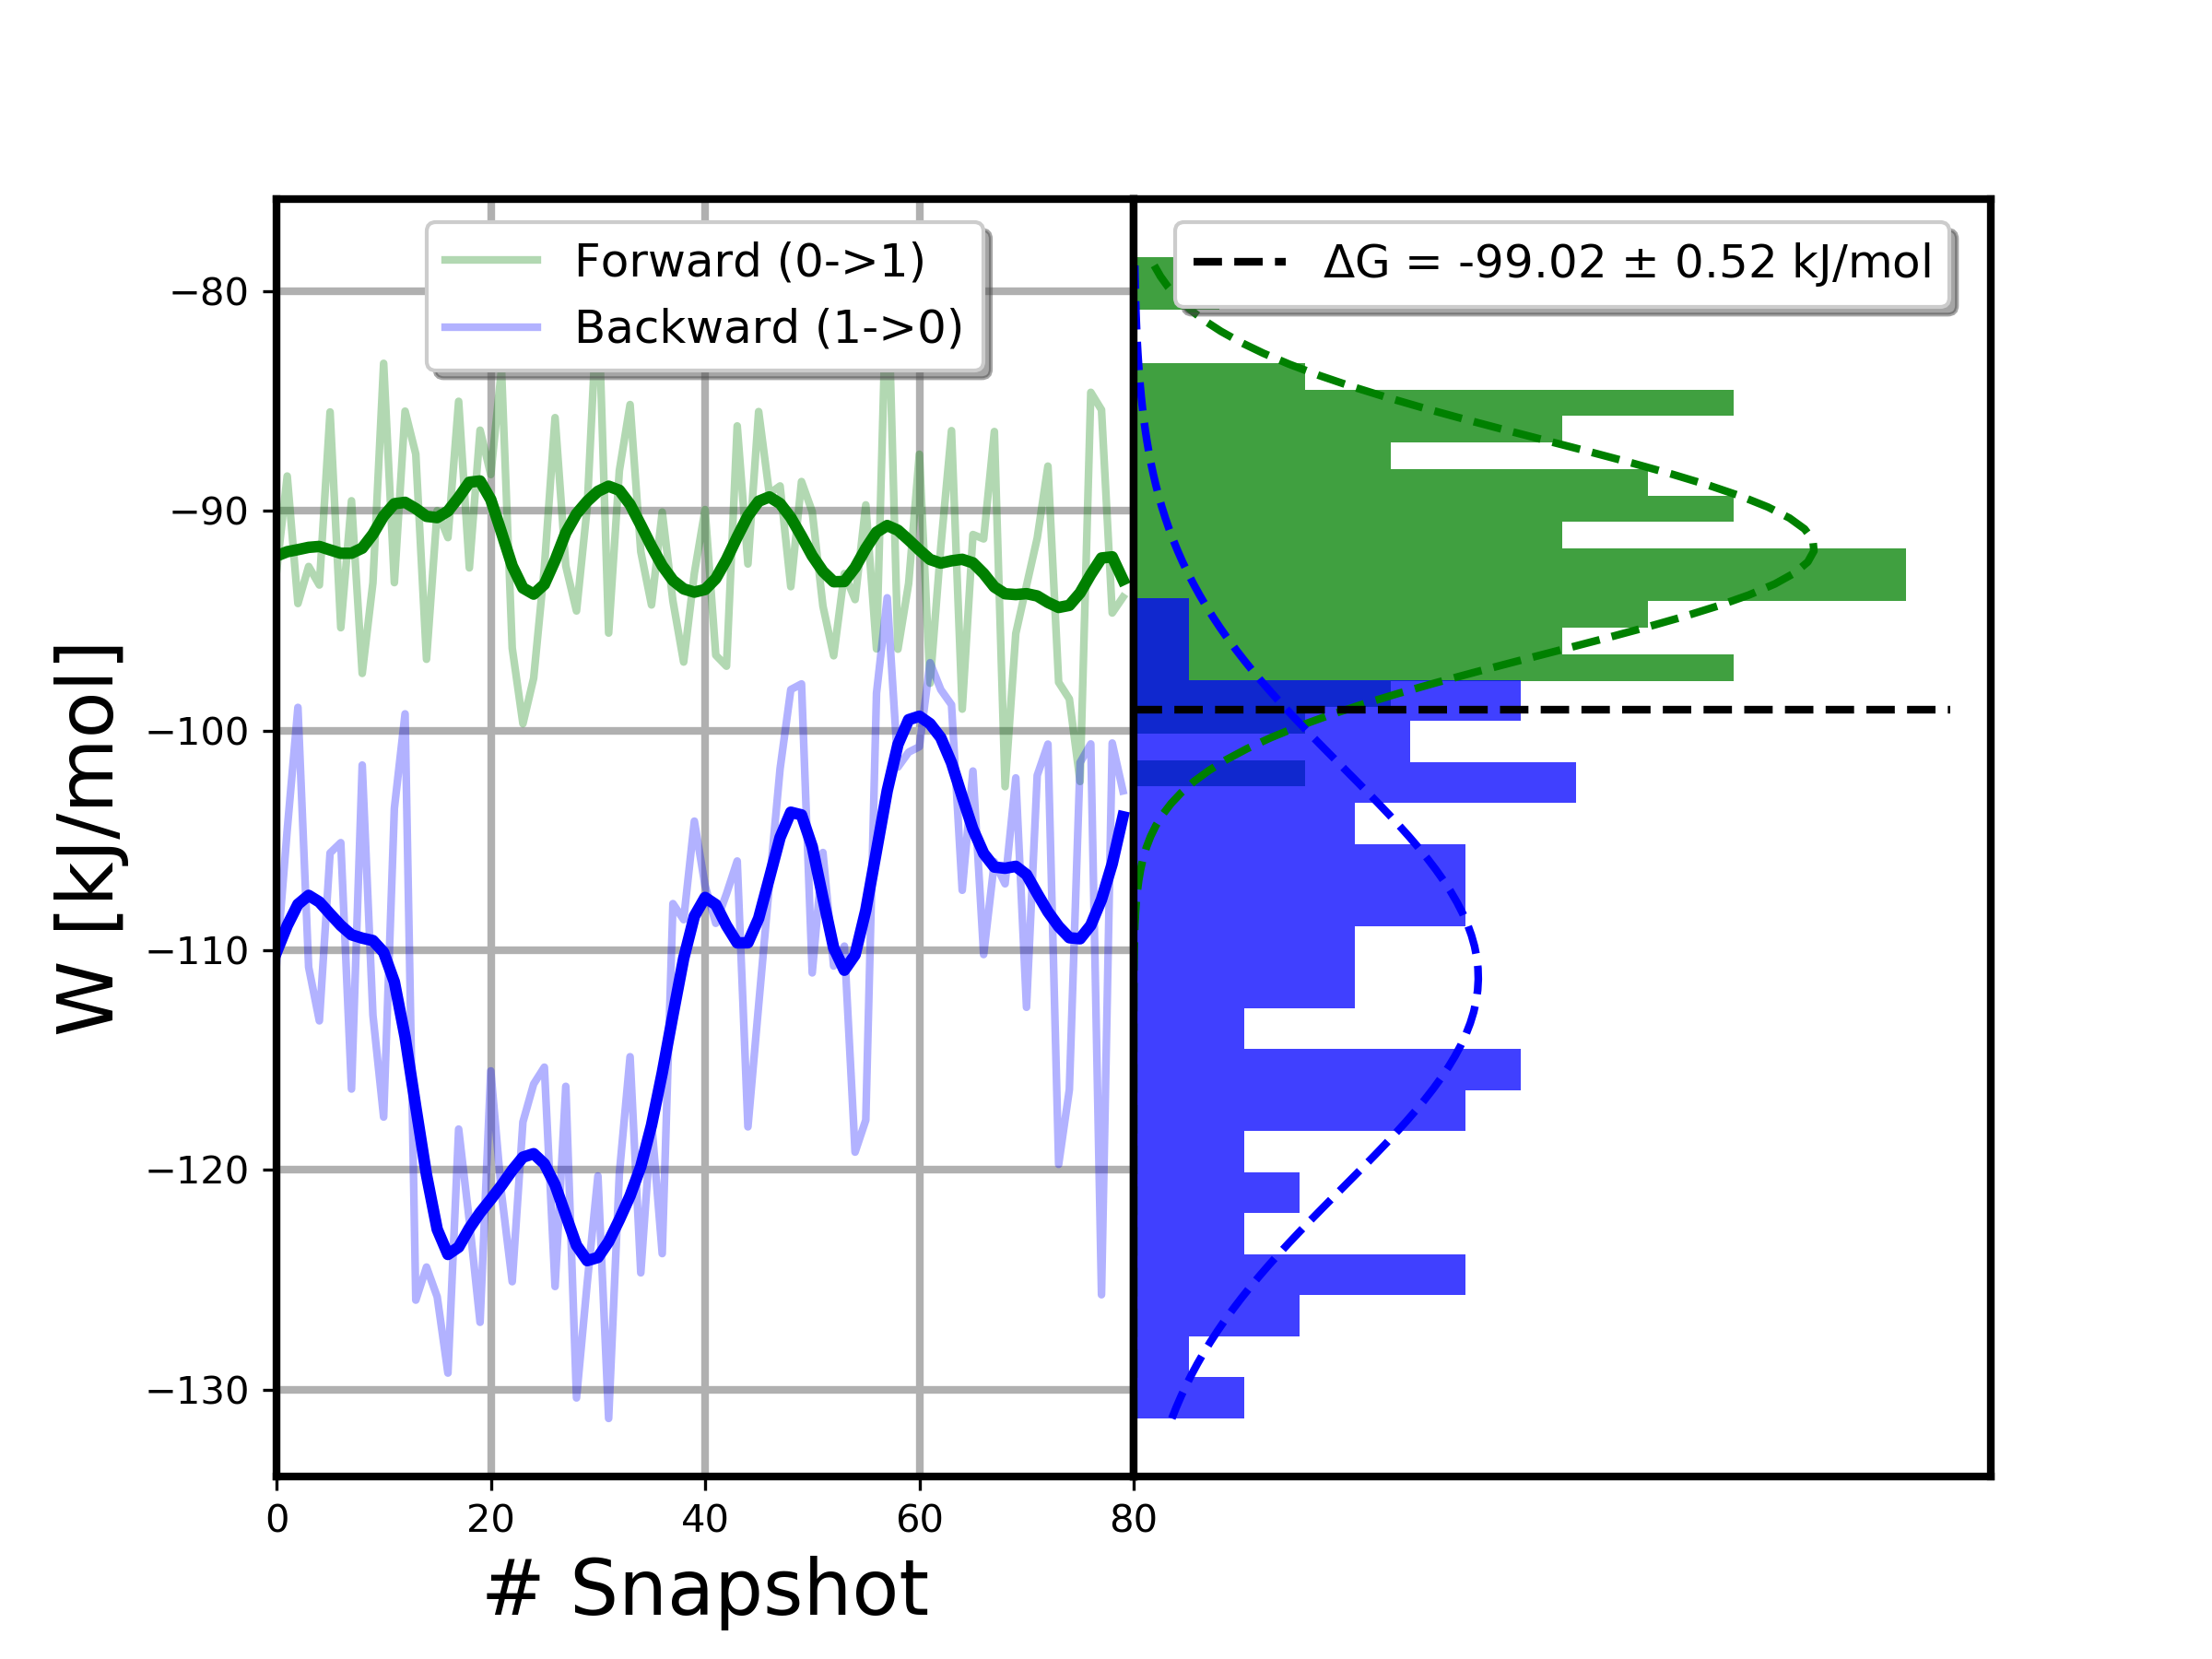 Forward (0->1)
Backward (1->0)
ΔG = -99.02 ± 0.52 kJ/mol
W [kJ/mol]
−80
−90
−100
−110
−120
−130
0
20
40
60
80
# Snapshot